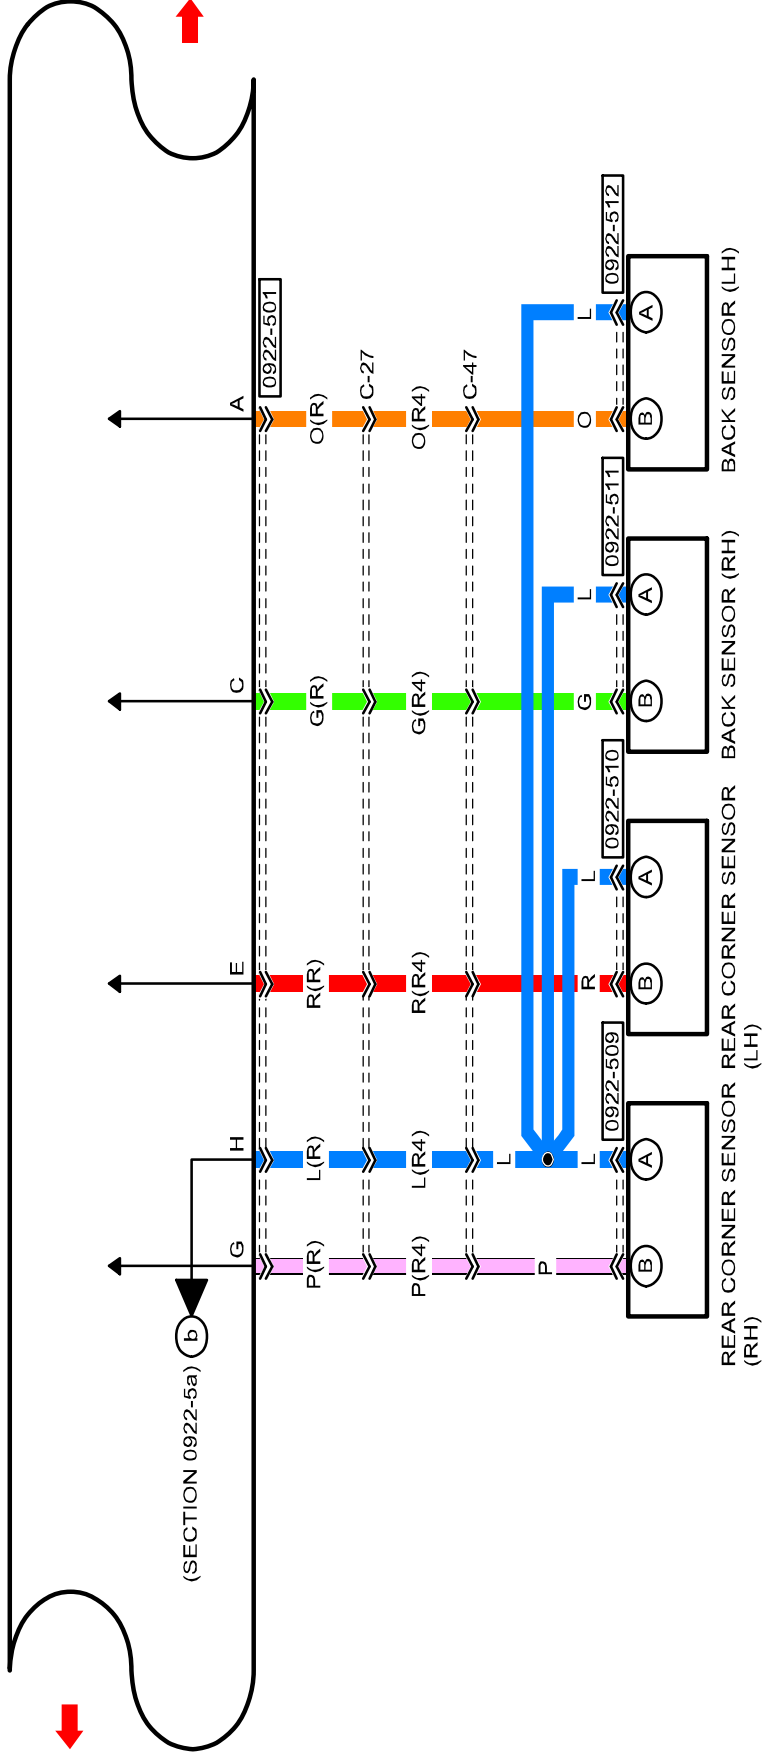 (SECTION 0922-5a) b
G H E C A
0922-501
P(R) L(R) R(R) G(R) O(R)
C-27
P(R4) L(R4) R(R4) G(R4) O(R4)
C-47
L
P
L R L G L O L
0922-509 0922-510 0922-511 0922-512
B A B A B A B A
REAR CORNER SENSOR
(RH)
REAR CORNER SENSOR
(LH)
BACK SENSOR (RH)
BACK SENSOR (LH)